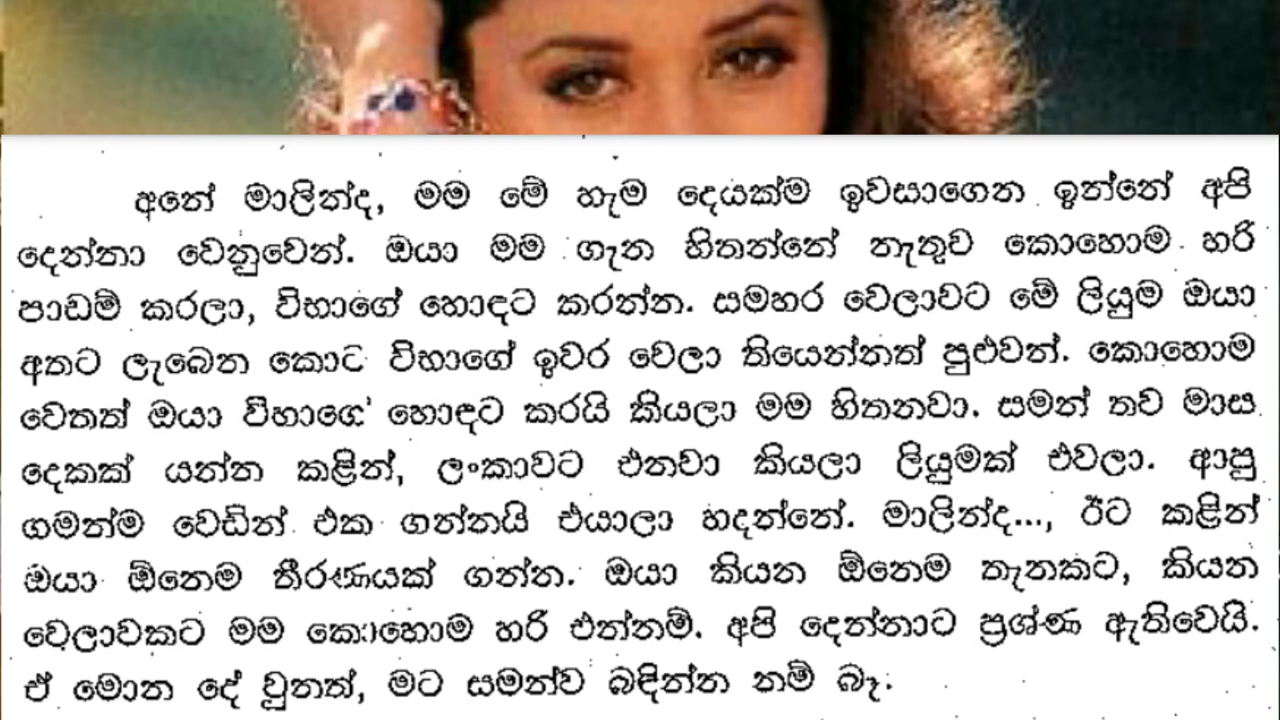 අනේ මාලින්ද, මම මේ හැම දෙයක්ම ඉවසාගෙන ඉන්නේ අපි
දෙන්නා වෙනුවෙන්. ඔයා මම ගැන හිතන්නේ නැතුව කොහොම හරි
පාඩම් කරලා, විභාගේ හොඳට කරන්න. සමහර වෙලාවට මේ ලියුම ඔයා
අතට ලැබෙන කොට විභාගේ ඉවර වෙලා තියෙන්නත් පුළුවන්. කොහොම
වෙතත් ඔයා විභාගෙ හොඳට කරයි කියලා මම හිතනවා. සමන් තව මාස
දෙකක් යන්න කළින්, ලංකාවට එනවා කියලා ලියුමක් එවලා. ආපු
ගමන්ම වෙඩින් එක ගන්නයි එයාලා හදන්නේ. මාලින්ද..., ඊට කළින්
ඔයා ඕනෙම තීරණයක් ගන්න. ඔයා කියන ඕනෙම තැනකට, කියන
වෙලාවකට මම කොහොම හරි එන්නම්. අපි දෙන්නාට ප්‍රශ්ණ ඇතිවෙයි.
ඒ මොන දේ වුනත්, මට සමන්ව බඳින්න නම් බෑ.